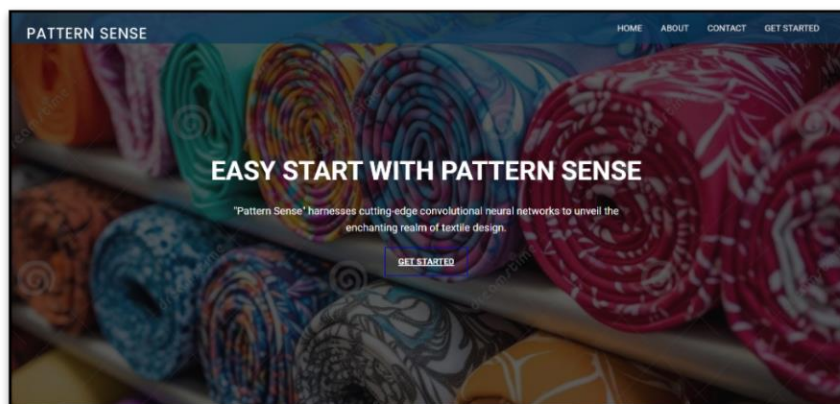 PATTERN SENSE
HOME ABOUT CONTACT GET STARTED
EASY START WITH PATTERN SENSE
"Pattern Sense" harnesses cutting-edge convolutional neural networks to unveil the
enchanting realm of textile design.
GET STARTED